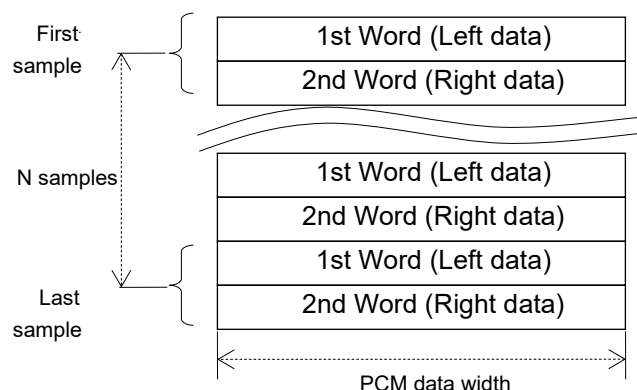 First
sample
1st Word (Left data)
2nd Word (Right data)
N samples
1st Word (Left data)
2nd Word (Right data)
1st Word (Left data)
2nd Word (Right data)
Last
sample
PCM data width